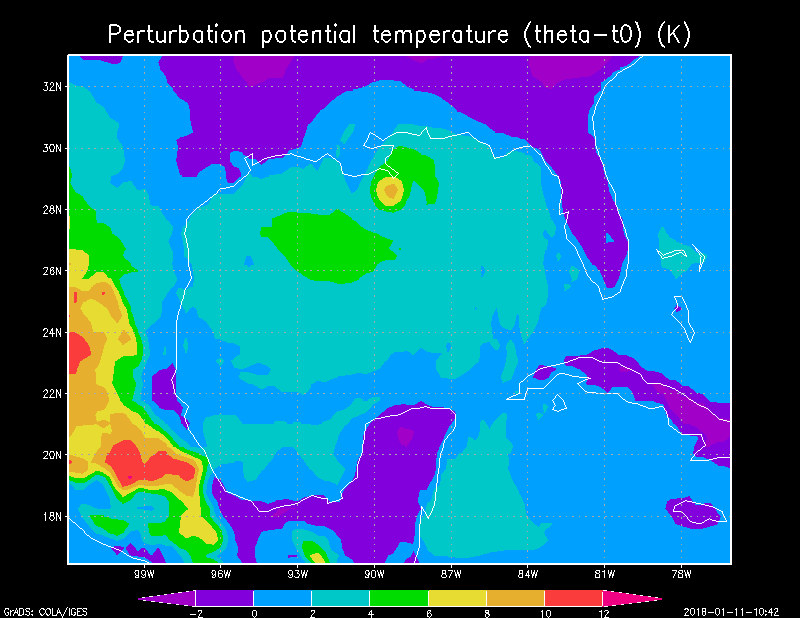 Perturbation potential temperature (theta-t0) (K)
32N
30N
28N
26N
24N
22N
20N
18N
99W 96W 93W 90W 87W 84W 81W 78W
-2 0 2 4 6 8 10 12
GrADS: COLA/IGES 2018-01-11-10:42